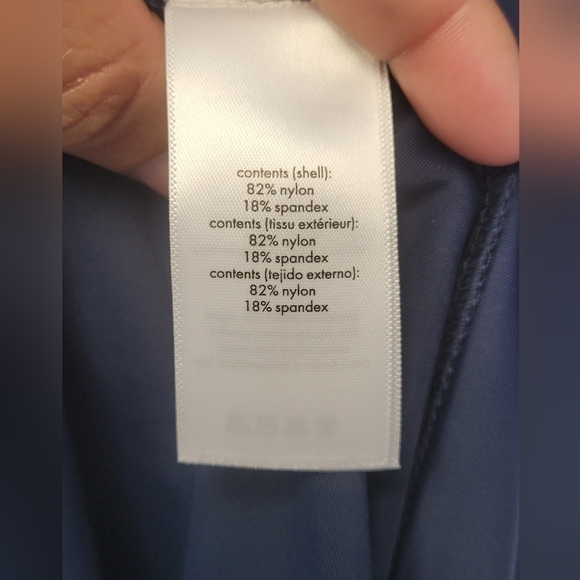 contents (shell):
82% nylon
18% spandex
contents (tissu extérieur):
82% nylon
18% spandex
contents (tejido externo):
82% nylon
18% spandex